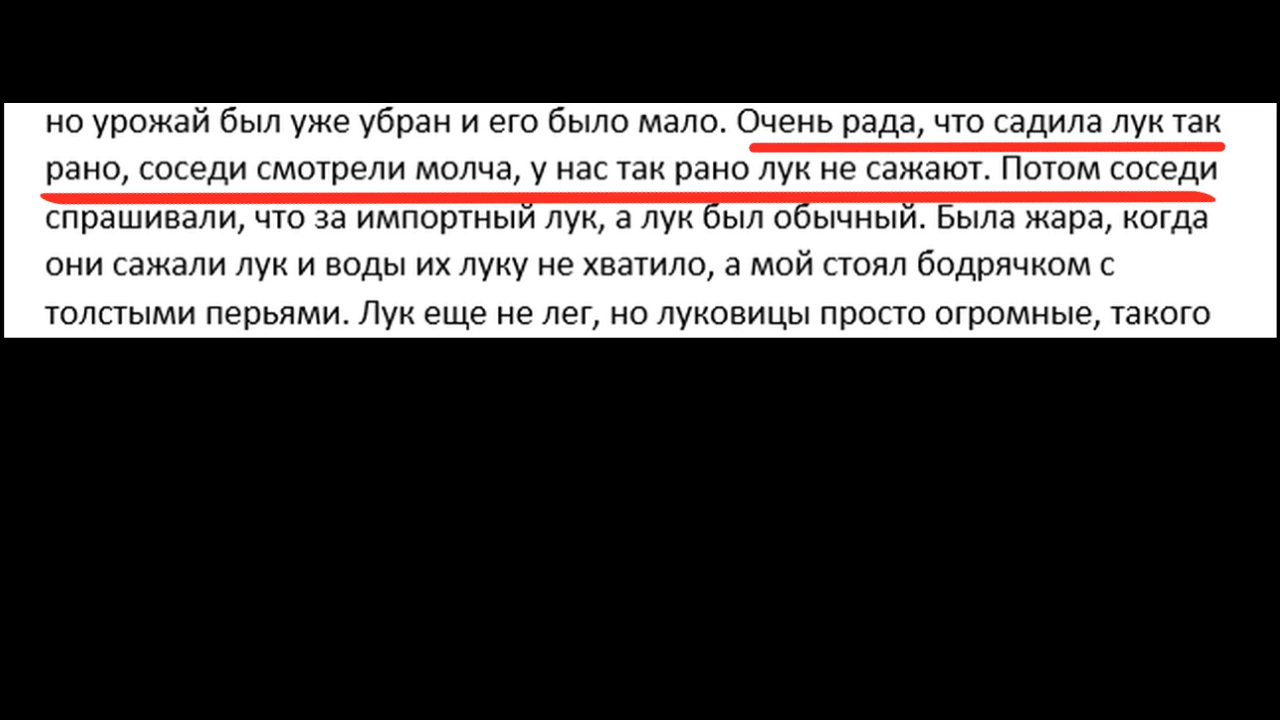 но урожай был уже убран и его было мало. Очень рада, что садила лук так
рано, соседи смотрели молча, у нас так рано лук не сажают. Потом соседи
спрашивали, что за импортный лук, а лук был обычный. Была жара, когда
они сажали лук и воды их луку не хватило, а мой стоял бодрячком с
толстыми перьями. Лук еще не лег, но луковицы просто огромные, такого